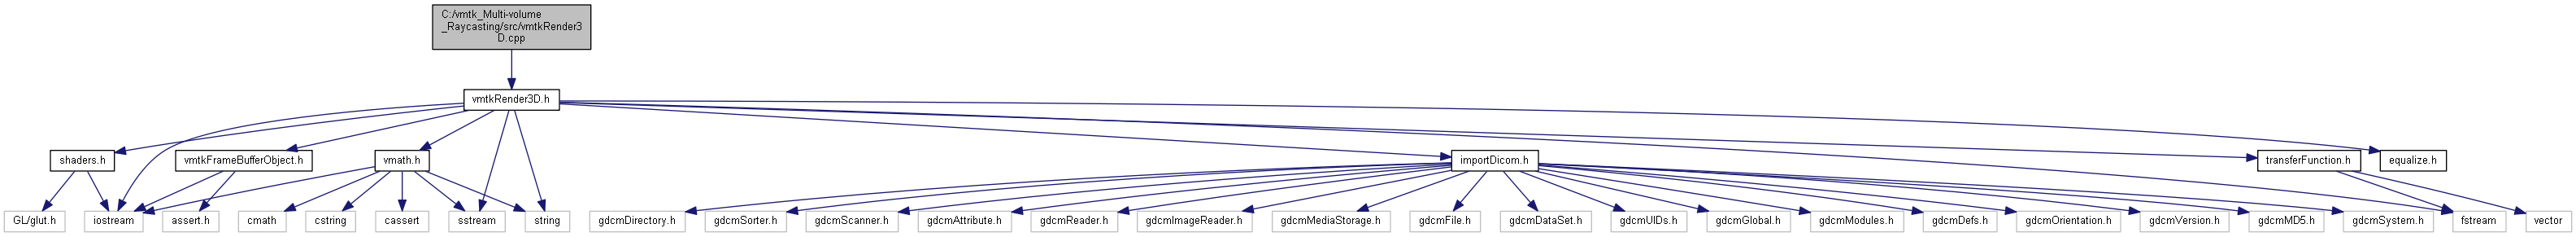 C:/vmtk_Multi-volume
_Raycasting/src/vmtkRender3
D.cpp
vmtkRender3D.h
shaders.h
vmtkFrameBufferObject.h
vmath.h
importDicom.h
transferFunction.h
equalize.h
GL/glut.h
iostream
assert.h
cmath
cstring
cassert
sstream
string
gdcmDirectory.h
gdcmSorter.h
gdcmScanner.h
gdcmAttribute.h
gdcmReader.h
gdcmImageReader.h
gdcmMediaStorage.h
gdcmFile.h
gdcmDataSet.h
gdcmUIDs.h
gdcmGlobal.h
gdcmModules.h
gdcmDefs.h
gdcmOrientation.h
gdcmVersion.h
gdcmMD5.h
gdcmSystem.h
fstream
vector